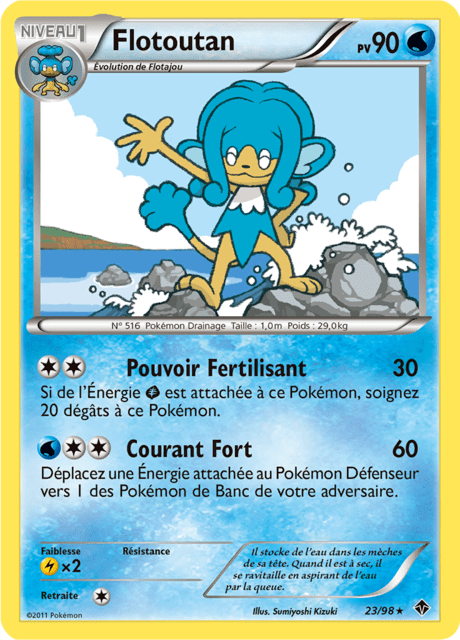 NIVEAU 1
Flotoutan
PV 90
Évolution de Flotajou
N° 516 Pokémon Drainage Taille : 1,0m Poids : 29,0kg
Pouvoir Fertilisant 30
Si de l'Énergie est attachée à ce Pokémon, soignez
20 dégâts à ce Pokémon.
Courant Fort 60
Déplacez une Énergie attachée au Pokémon Défenseur
vers 1 des Pokémon de Banc de votre adversaire.
Faiblesse Résistance
×2
Retraite
Il stocke de l'eau dans les mèches
de sa tête. Quand il est à sec, il
se ravitaille en aspirant de l'eau
par la queue.
Illus. Sumiyoshi Kizuki 23/98 ★
©2011 Pokémon